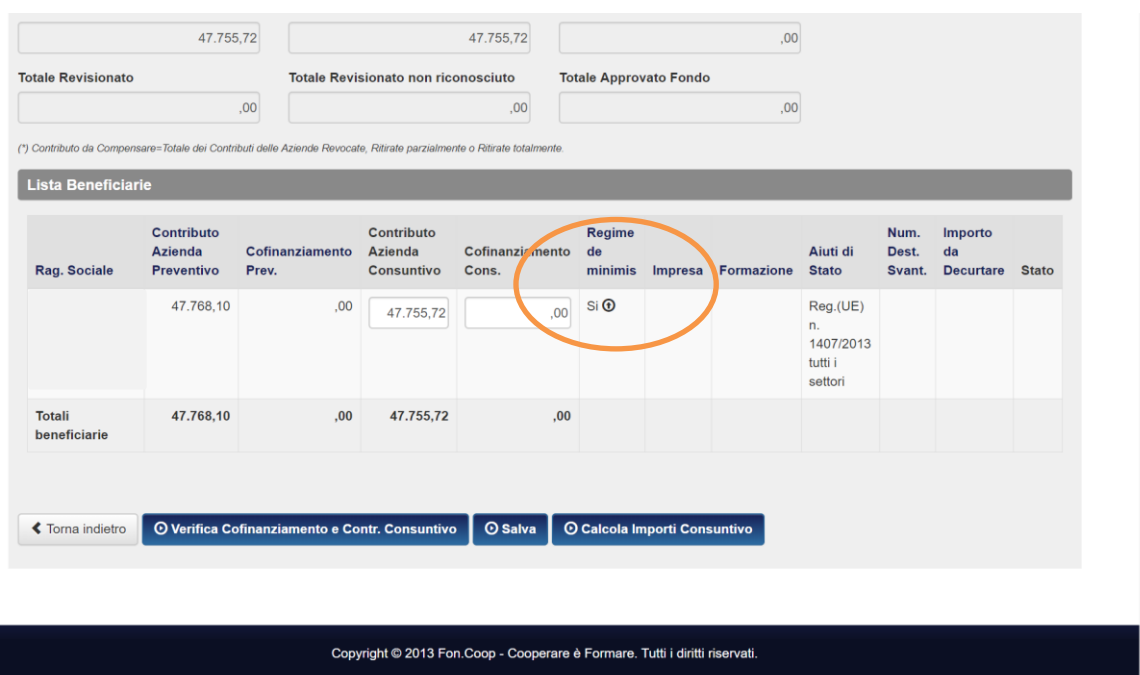 47.755,72 47.755,72 ,00
Totale Revisionato Totale Revisionato non riconosciuto Totale Approvato Fondo
,00 ,00 ,00
(*) Contributo da Compensare=Totale dei Contributi delle Aziende Revocate, Ritirate parzialmente o Ritirate totalmente.
Lista Beneficiarie
Rag. Sociale
Contributo
Azienda
Preventivo
Cofinanziamento
Prev.
Contributo
Azienda
Consuntivo
Cofinanziamento
Cons.
Regime
de
minimis
Impresa
Formazione
Aiuti di
Stato
Num.
Dest.
Svant.
Importo
da
Decurtare
Stato
47.768,10 ,00 47.755,72 ,00 Si
Reg.(UE)
n.
1407/2013
tutti i
settori
Totali
beneficiarie
47.768,10 ,00 47.755,72 ,00
Torna indietro Verifica Cofinanziamento e Contr. Consuntivo Salva Calcola Importi Consuntivo
Copyright © 2013 Fon.Coop - Cooperare è Formare. Tutti i diritti riservati.